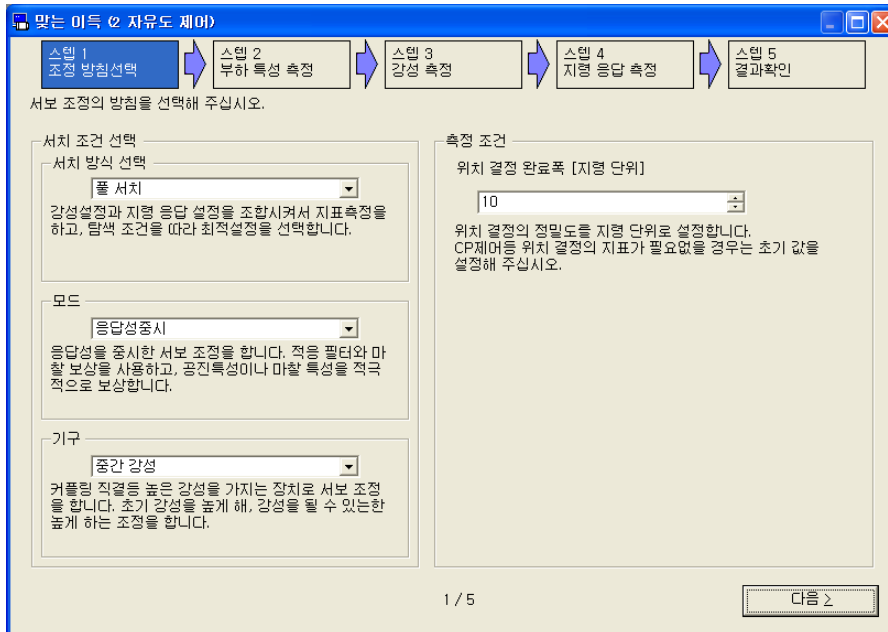 맞는 이득 (2 자유도 제어)
스텝 1
조정 방침선택
스텝 2
부하 특성 측정
스텝 3
강성 측정
스텝 4
지령 응답 측정
스텝 5
결과확인
서보 조정의 방침을 선택해 주십시오.
서치 조건 선택
서치 방식 선택
풀 서치
강성설정과 지령 응답 설정을 조합시켜서 지표측정을
하고, 탐색 조건을 따라 최적설정을 선택합니다.
모드
응답성중시
응답성을 중시한 서보 조정을 합니다. 적응 필터와 마
찰 보상을 사용하고, 공진특성이나 마찰 특성을 적극
적으로 보상합니다.
기구
중간 강성
커플링 직결등 높은 강성을 가지는 장치로 서보 조정
을 합니다. 초기 강성을 높게 해, 강성을 될 수 있는한
높게 하는 조정을 합니다.
측정 조건
위치 결정 완료폭 [지령 단위]
10
위치 결정의 정밀도를 지령 단위로 설정합니다.
CP제어등 위치 결정의 지표가 필요없을 경우는 초기 값을
설정해 주십시오.
1 / 5
다음 >